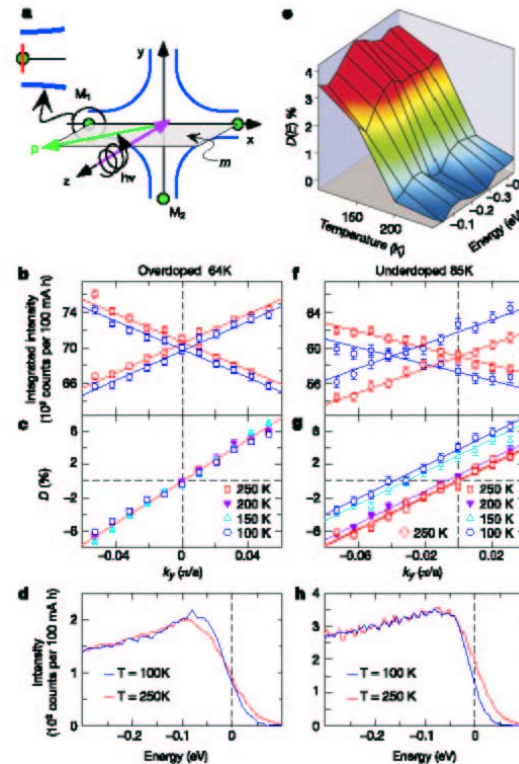 a
y
M₁
x
p
hν
m
z
M₂
e
D(E) %
4
3
2
1
0
Temperature (K)
150
200
Energy (eV)
-0.1
-0.2
-0.3
b
Overdoped 64K
Integrated intensity
(10³ counts per 100 mA h)
74
70
66
f
Underdoped 85K
64
60
56
c
D (%)
6
2
-2
-6
250 K
200 K
150 K
100 K
-0.04
0
0.04
k_y (π/a)
g
6
2
-2
-6
250 K
200 K
150 K
250 K
100 K
-0.06
-0.04
-0.02
0
0.02
k_y (π/a)
d
Intensity
(10³ counts per 100 mA h)
2
1
0
T = 100K
T = 250K
-0.2
-0.1
0
Energy (eV)
h
3
2
1
0
T = 100K
T = 250K
-0.2
-0.1
0
Energy (eV)